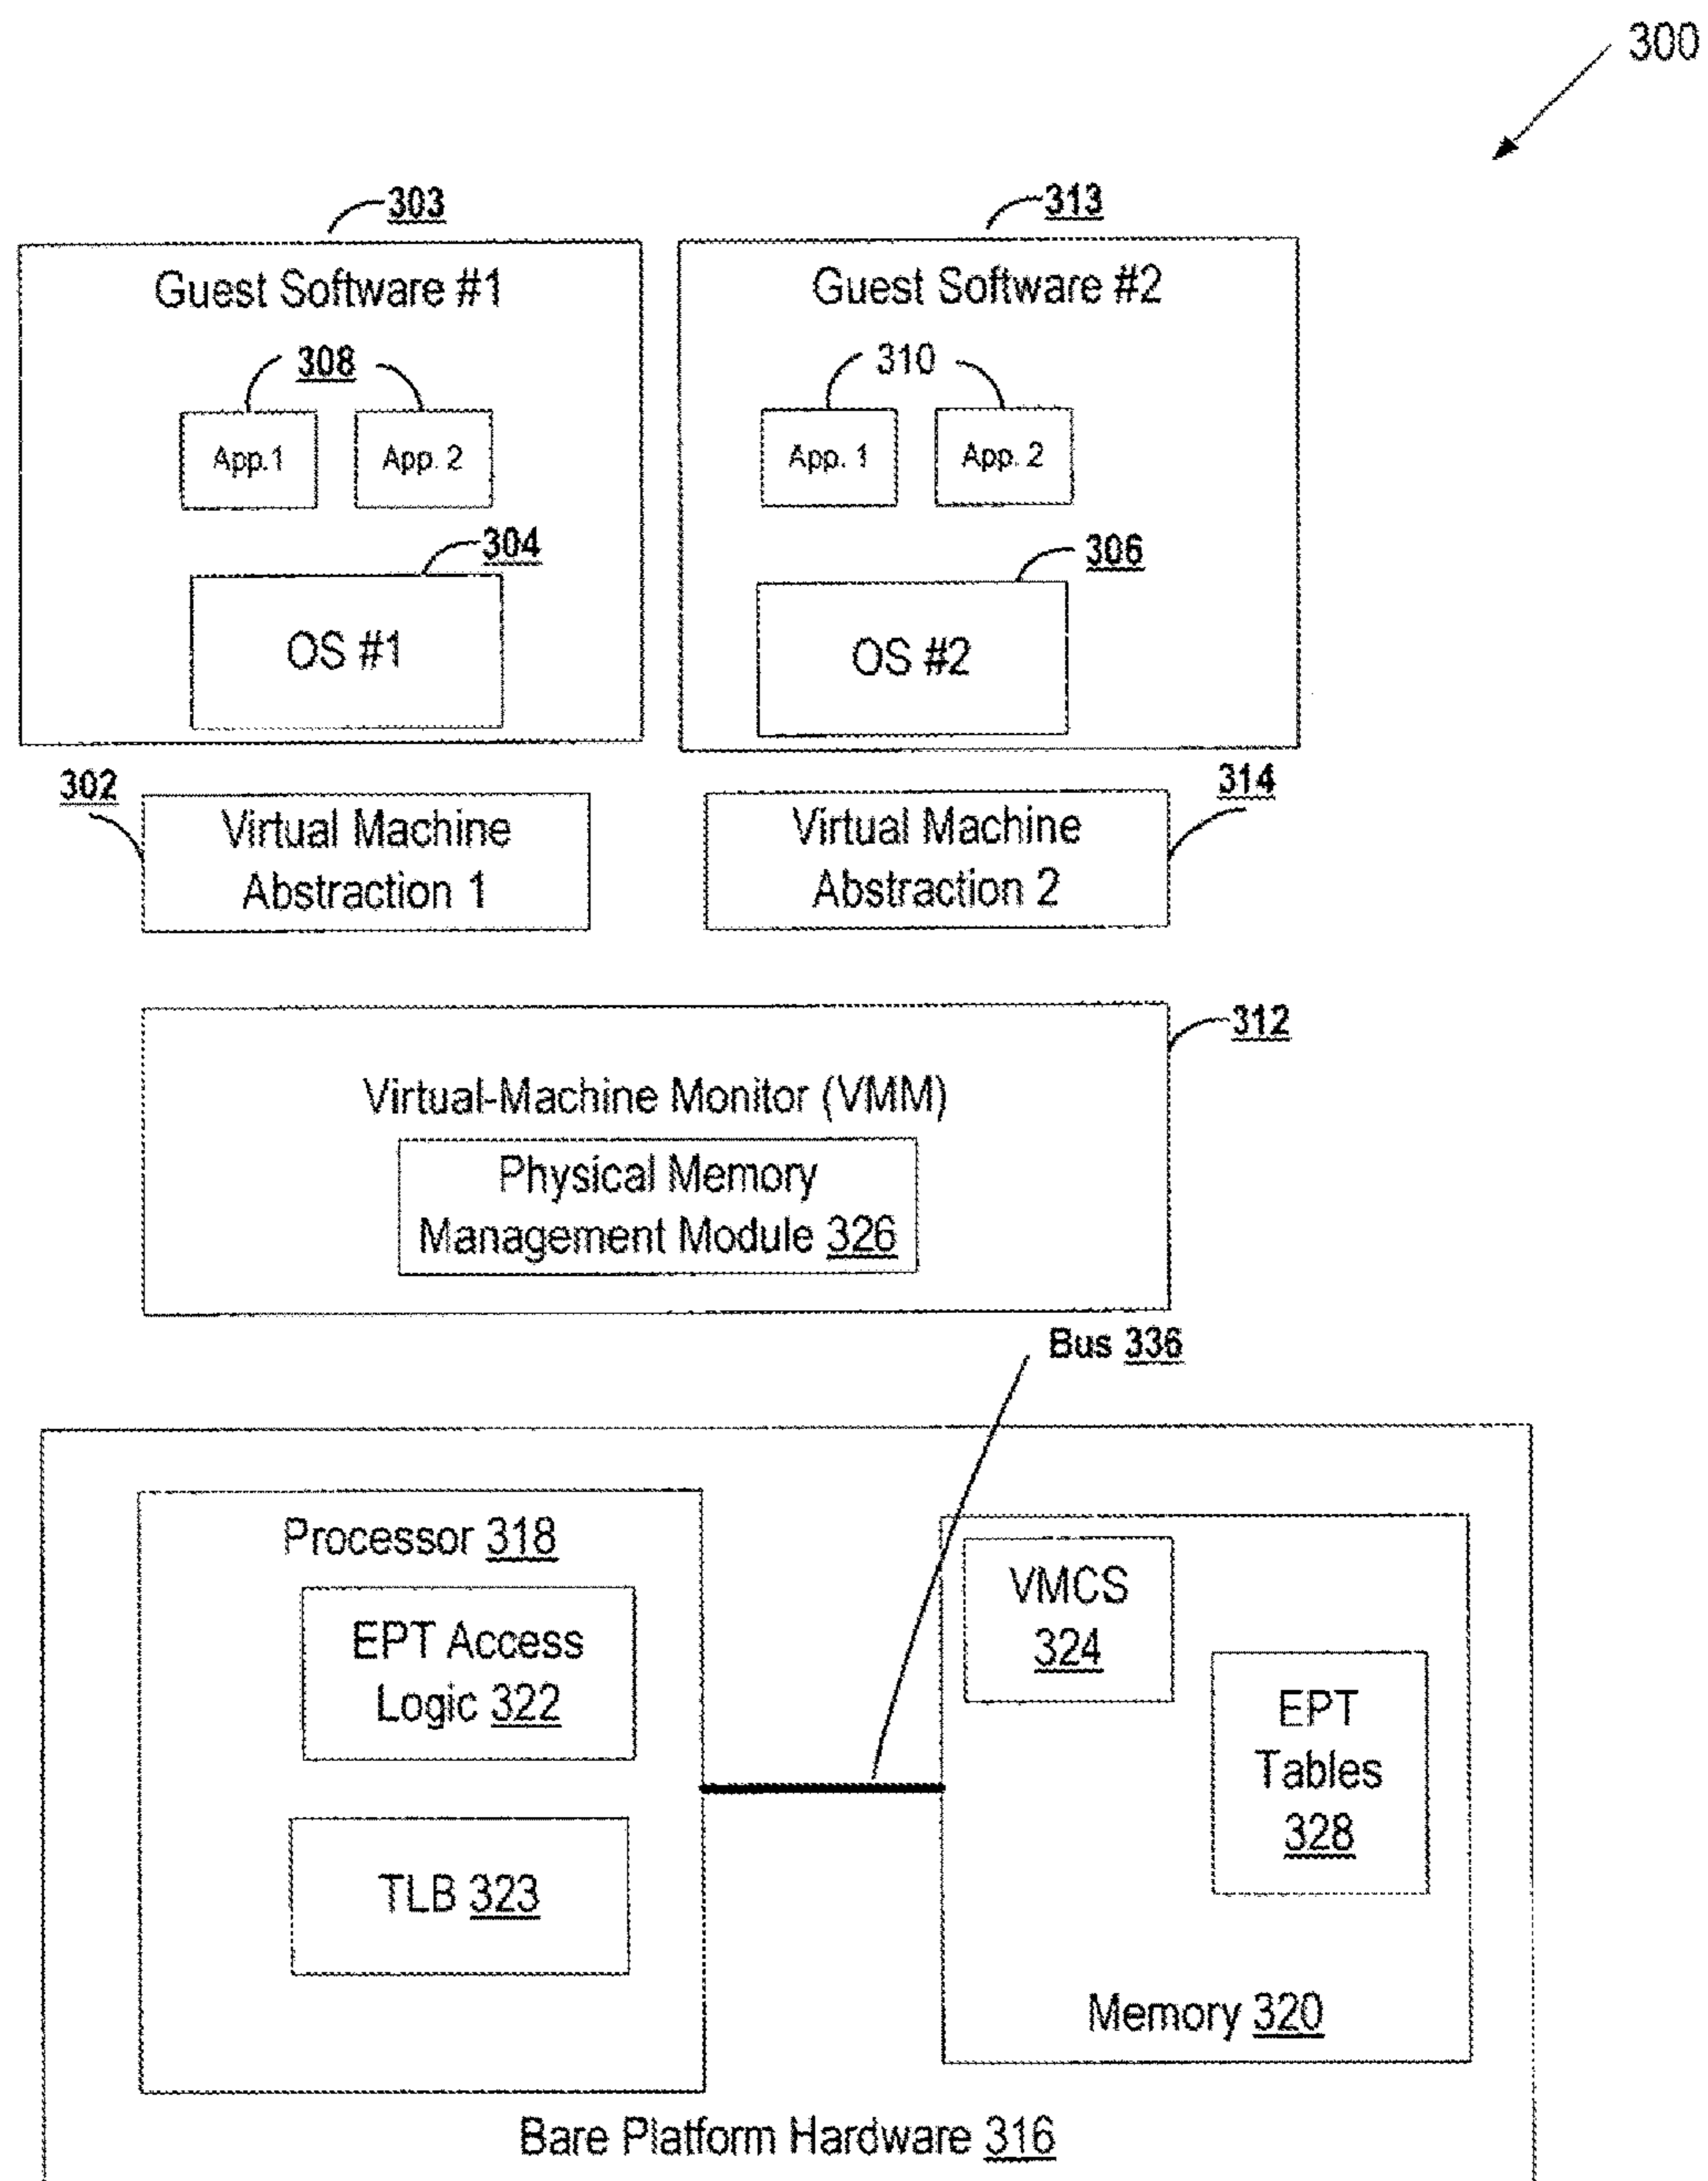 300
303
313
Guest Software #1
Guest Software #2
308
310
App.1
App. 2
App. 1
App. 2
304
306
OS #1
OS #2
302
314
Virtual Machine
Abstraction 1
Virtual Machine
Abstraction 2
312
Virtual-Machine Monitor (VMM)
Physical Memory
Management Module 326
Bus 336
Processor 318
EPT Access
Logic 322
TLB 323
VMCS
324
EPT
Tables
328
Memory 320
Bare Platform Hardware 316